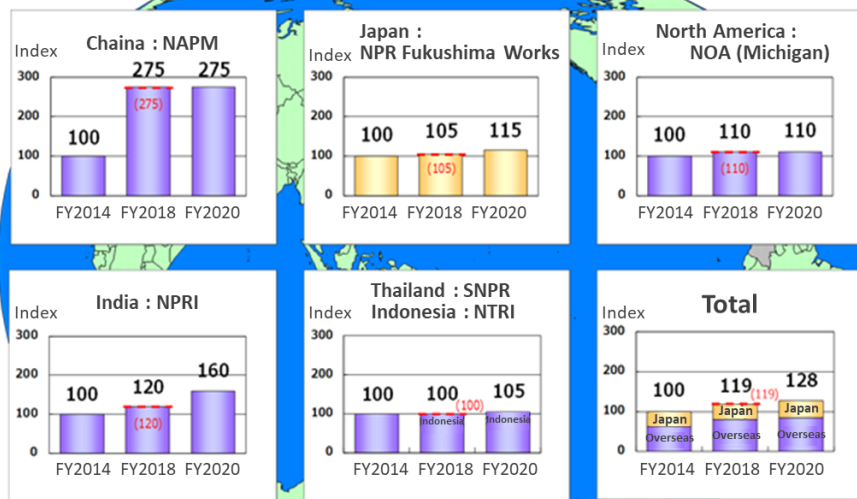 Chaina : NAPM
Index
300
200
100
0
100
275
275
(275)
FY2014 FY2018 FY2020
Japan :
NPR Fukushima Works
Index
300
200
100
0
100
105
115
(105)
FY2014 FY2018 FY2020
North America :
NOA (Michigan)
Index
300
200
100
0
100
110
110
(110)
FY2014 FY2018 FY2020
India : NPRI
Index
300
200
100
0
100
120
160
(120)
FY2014 FY2018 FY2020
Thailand : SNPR
Indonesia : NTRI
Index
300
200
100
0
100
100
105
(100)
Indonesia
Indonesia
FY2014 FY2018 FY2020
Total
Index
300
200
100
0
100
119
128
(119)
Japan
Japan
Japan
Overseas
Overseas
Overseas
FY2014 FY2018 FY2020